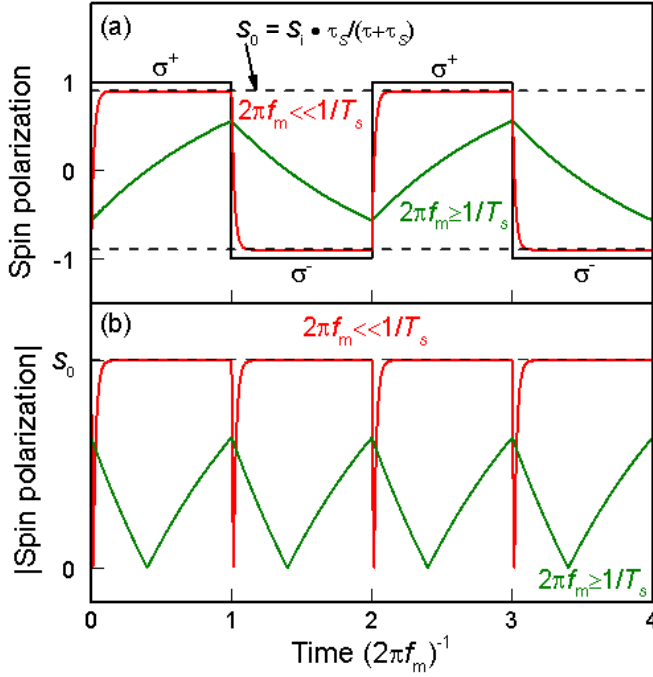 (a)
S₀ = Sᵢ • τₛ/(τ+τₛ)
σ⁺
σ⁺
2πfₘ<<1/Tₛ
2πfₘ≥1/Tₛ
σ⁻
σ⁻
1
0
-1
Spin polarization
(b)
2πfₘ<<1/Tₛ
S₀
0
|Spin polarization|
2πfₘ≥1/Tₛ
0 1 2 3 4
Time (2πfₘ)⁻¹